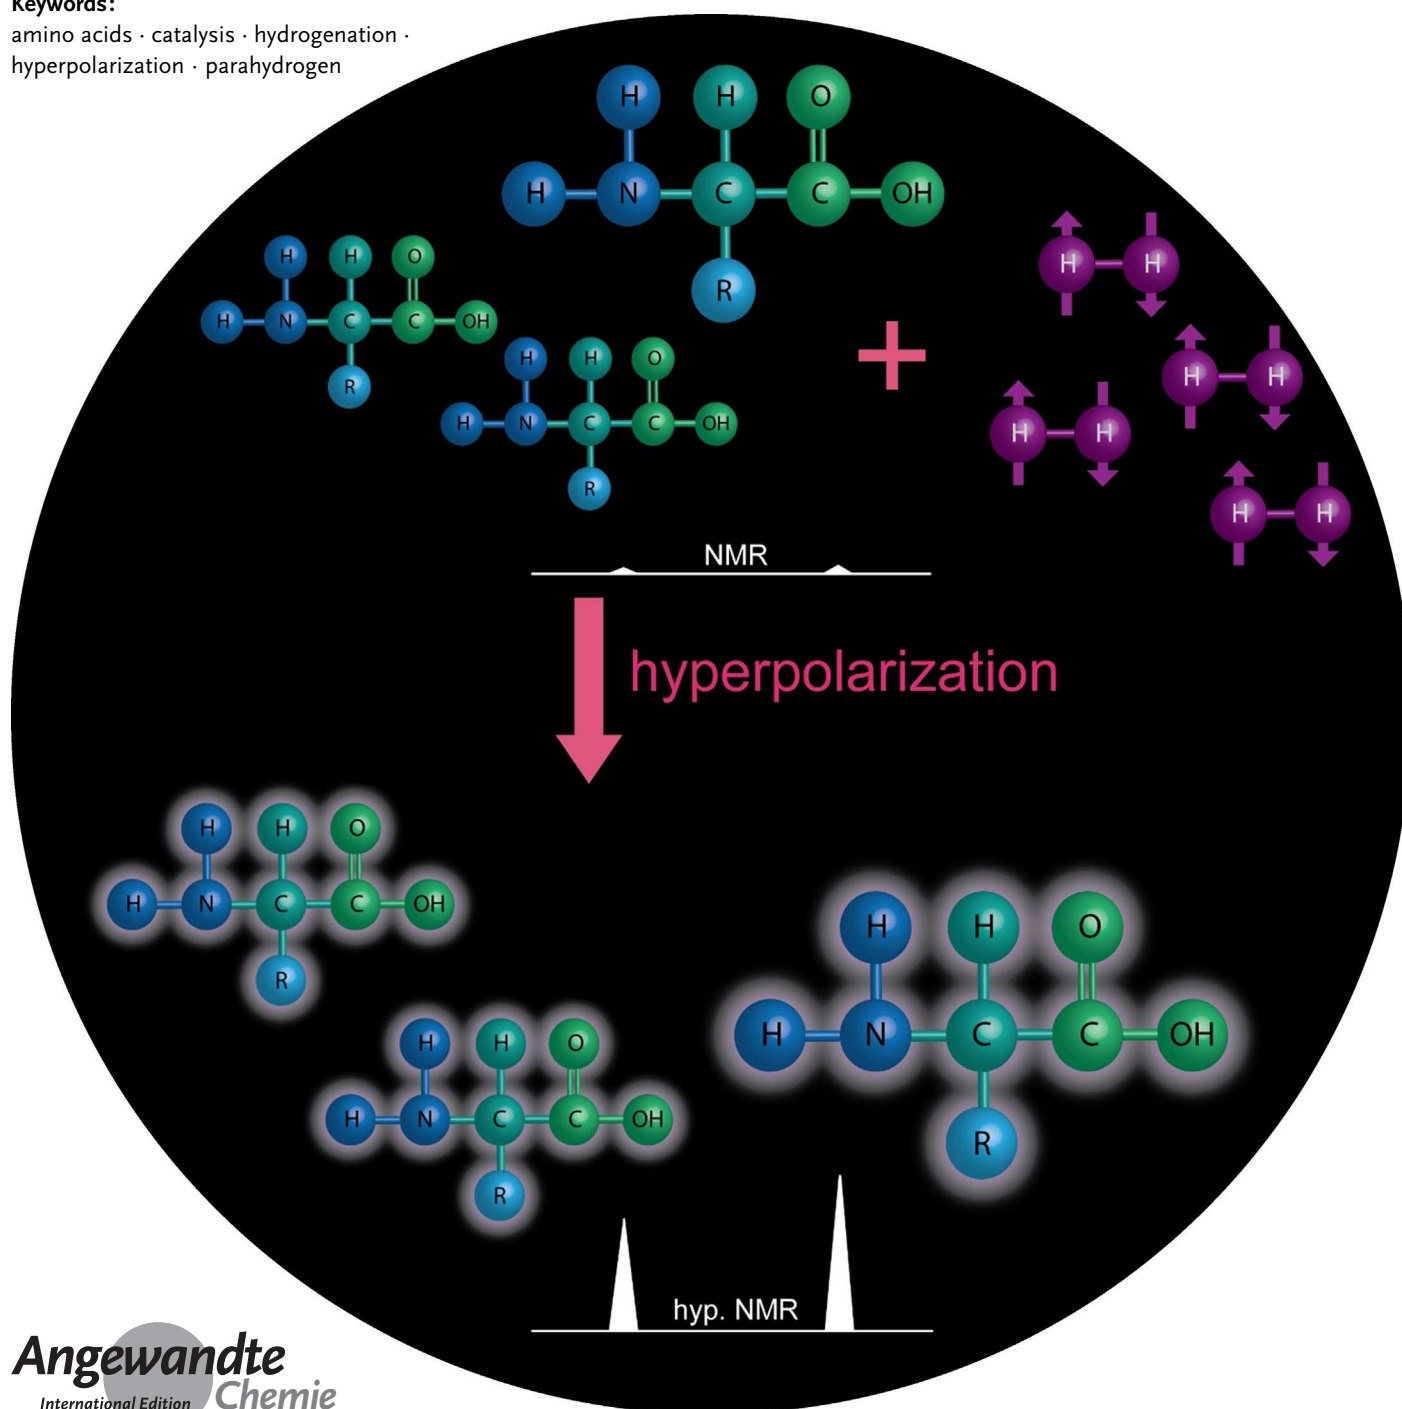 Keywords:
amino acids · catalysis · hydrogenation ·
hyperpolarization · parahydrogen
H H O
H N C C OH
R
H H O
H N C C OH
R
H H O
H N C C OH
R
+
H H
H H
H H
H H
NMR
hyperpolarization
H H O
H N C C OH
R
H H O
H N C C OH
R
H H O
H N C C OH
R
hyp. NMR
Angewandte
International Edition Chemie